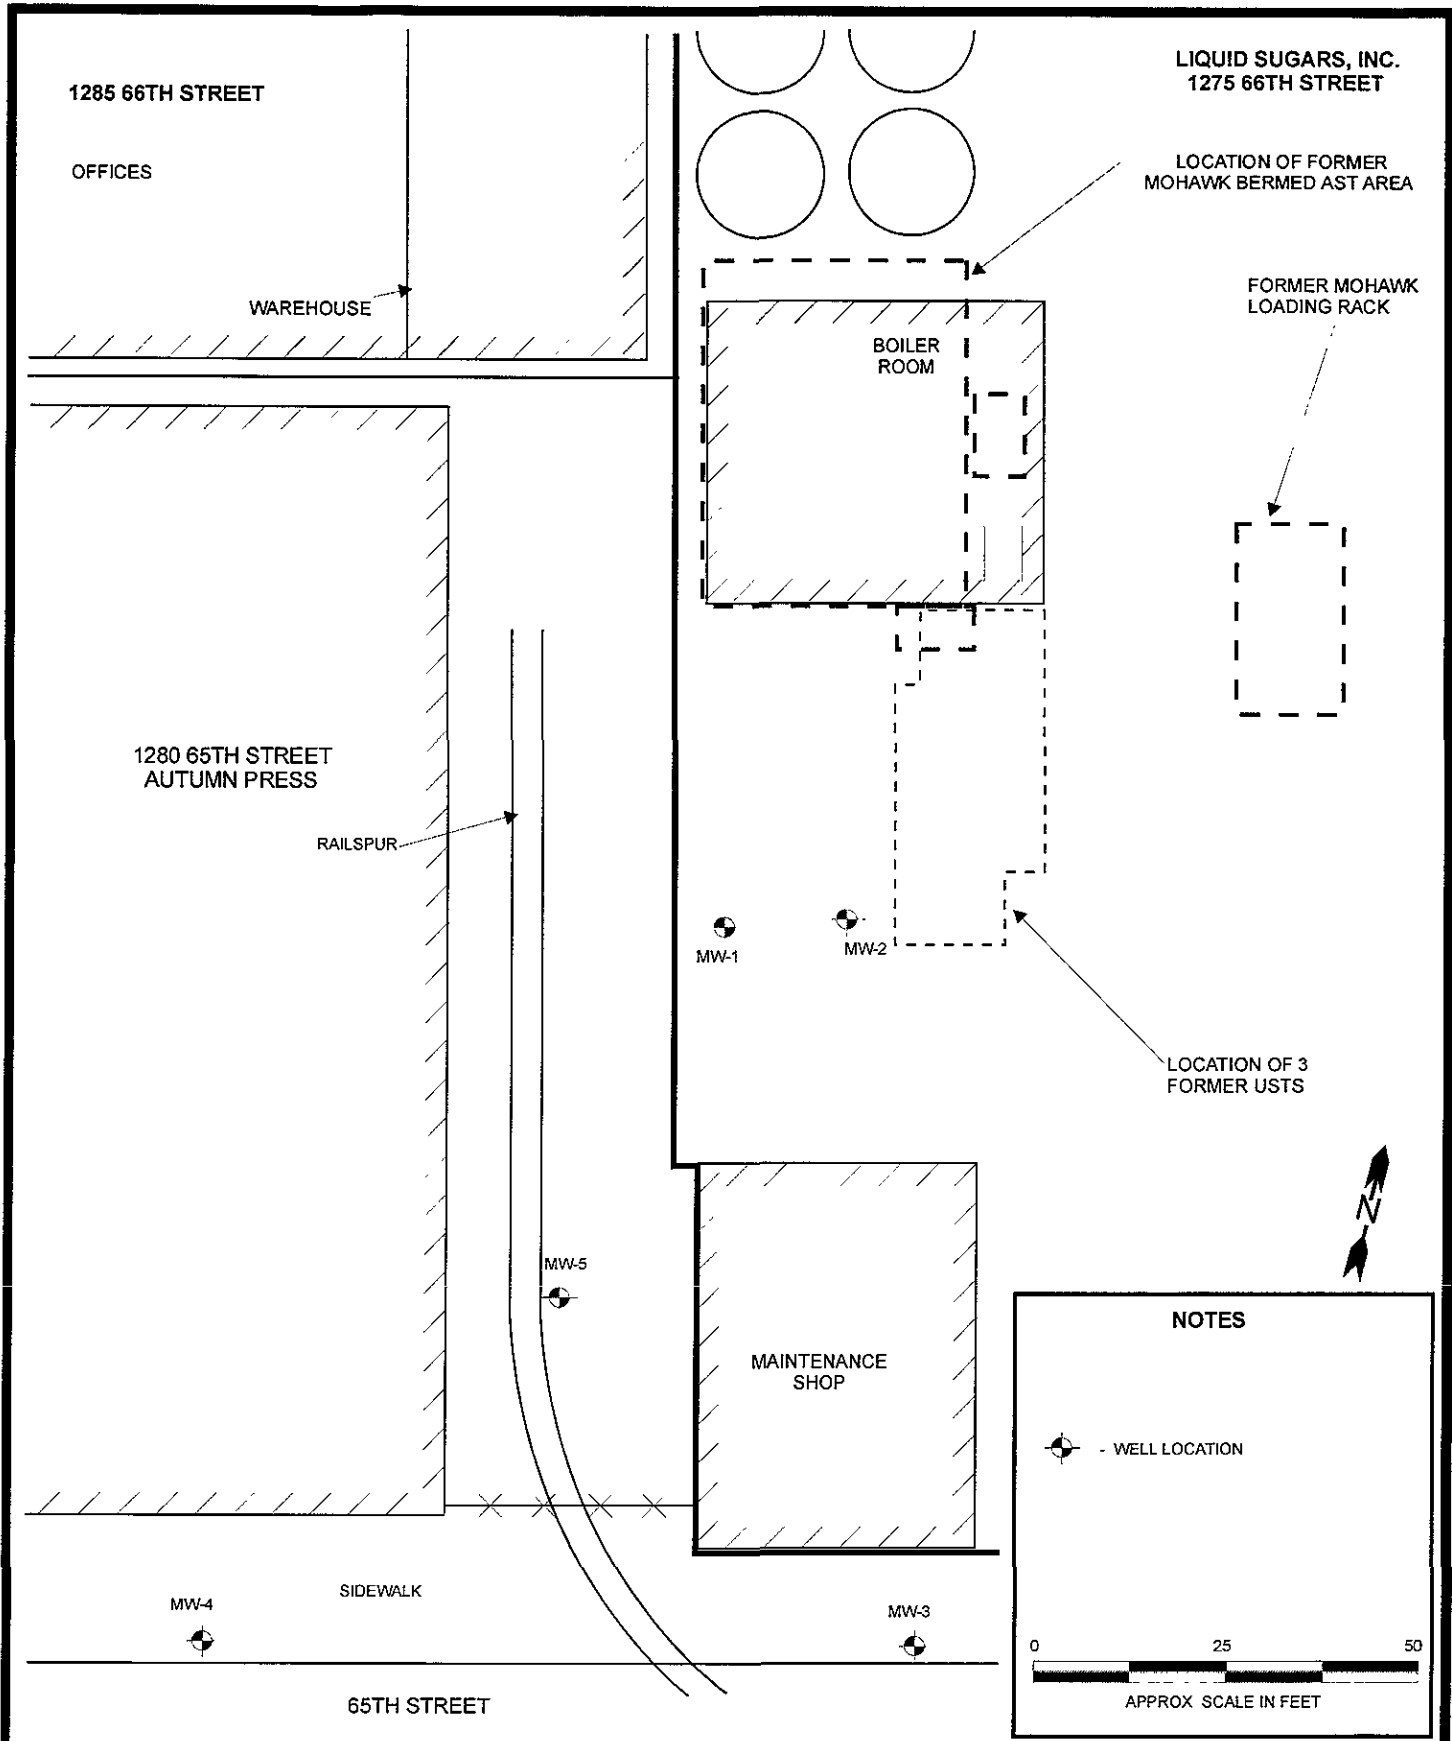 1285 66TH STREET
OFFICES
WAREHOUSE
LIQUID SUGARS, INC.
1275 66TH STREET
LOCATION OF FORMER
MOHAWK BERMED AST AREA
FORMER MOHAWK
LOADING RACK
BOILER
ROOM
1280 65TH STREET
AUTUMN PRESS
RAILSPUR
MW-1
MW-2
LOCATION OF 3
FORMER USTS
N
MW-5
MAINTENANCE
SHOP
NOTES
- WELL LOCATION
SIDEWALK
MW-4
MW-3
0 25 50
APPROX SCALE IN FEET
65TH STREET